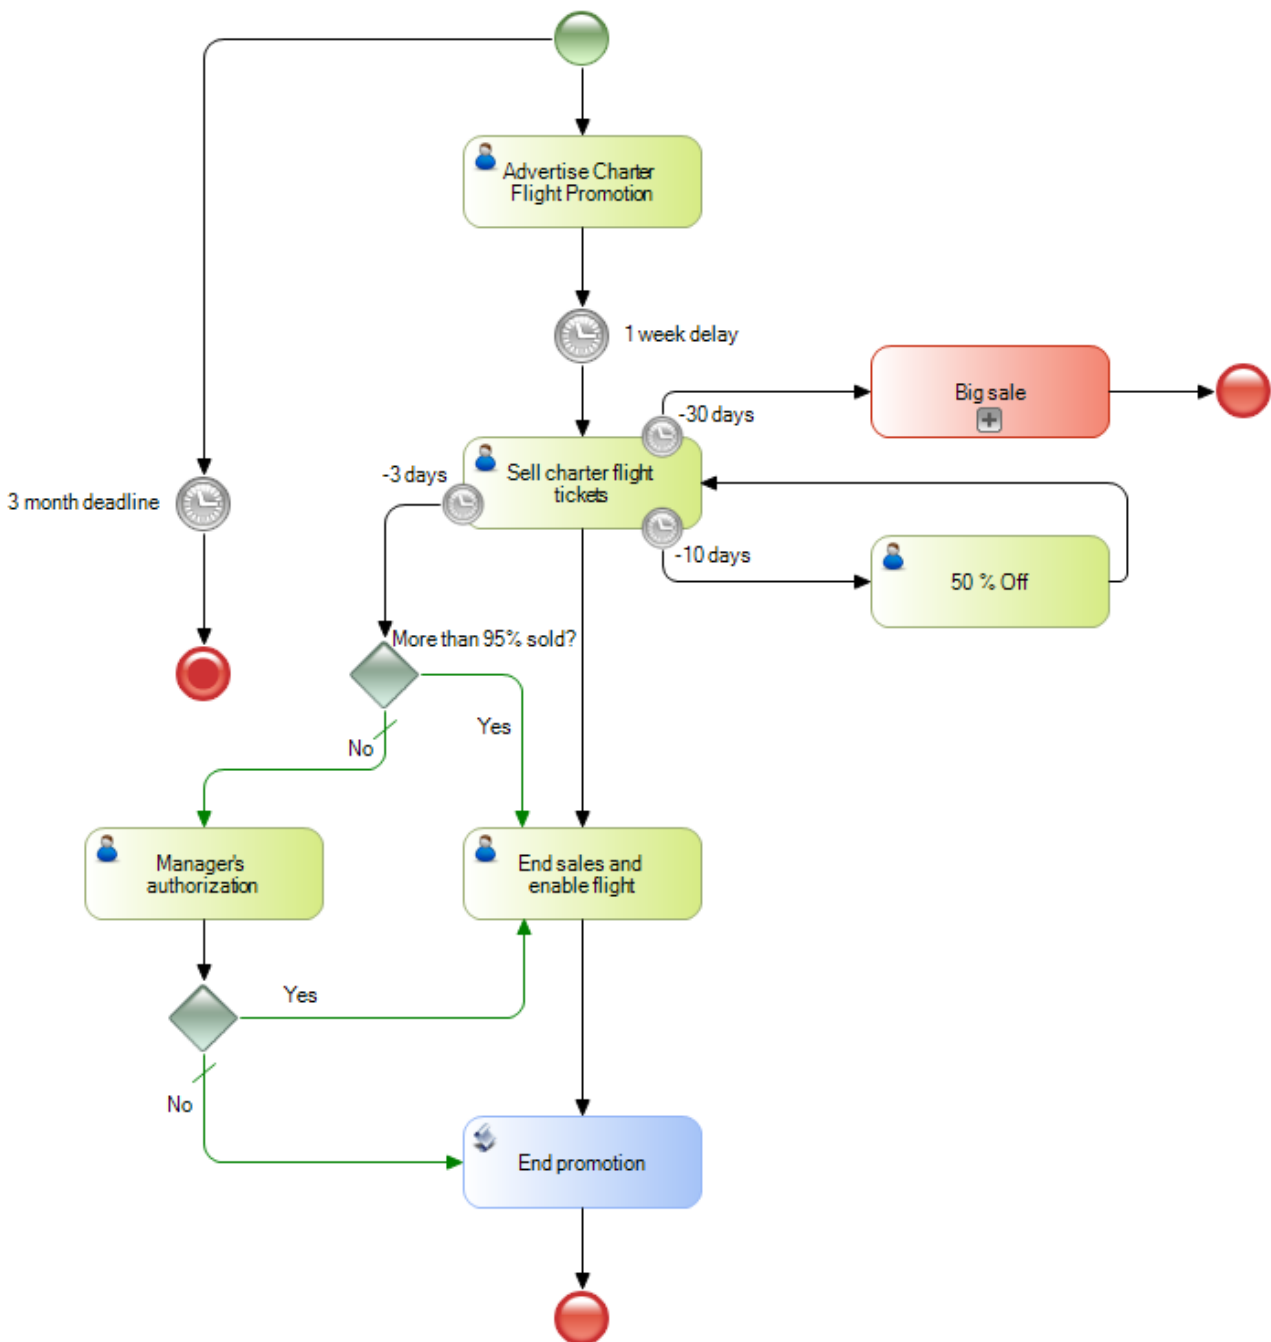 Advertise Charter
Flight Promotion
1 week delay
-30 days
Big sale
-3 days
Sell charter flight
tickets
3 month deadline
-10 days
50 % Off
More than 95% sold?
Yes
No
Manager's
authorization
End sales and
enable flight
Yes
No
End promotion